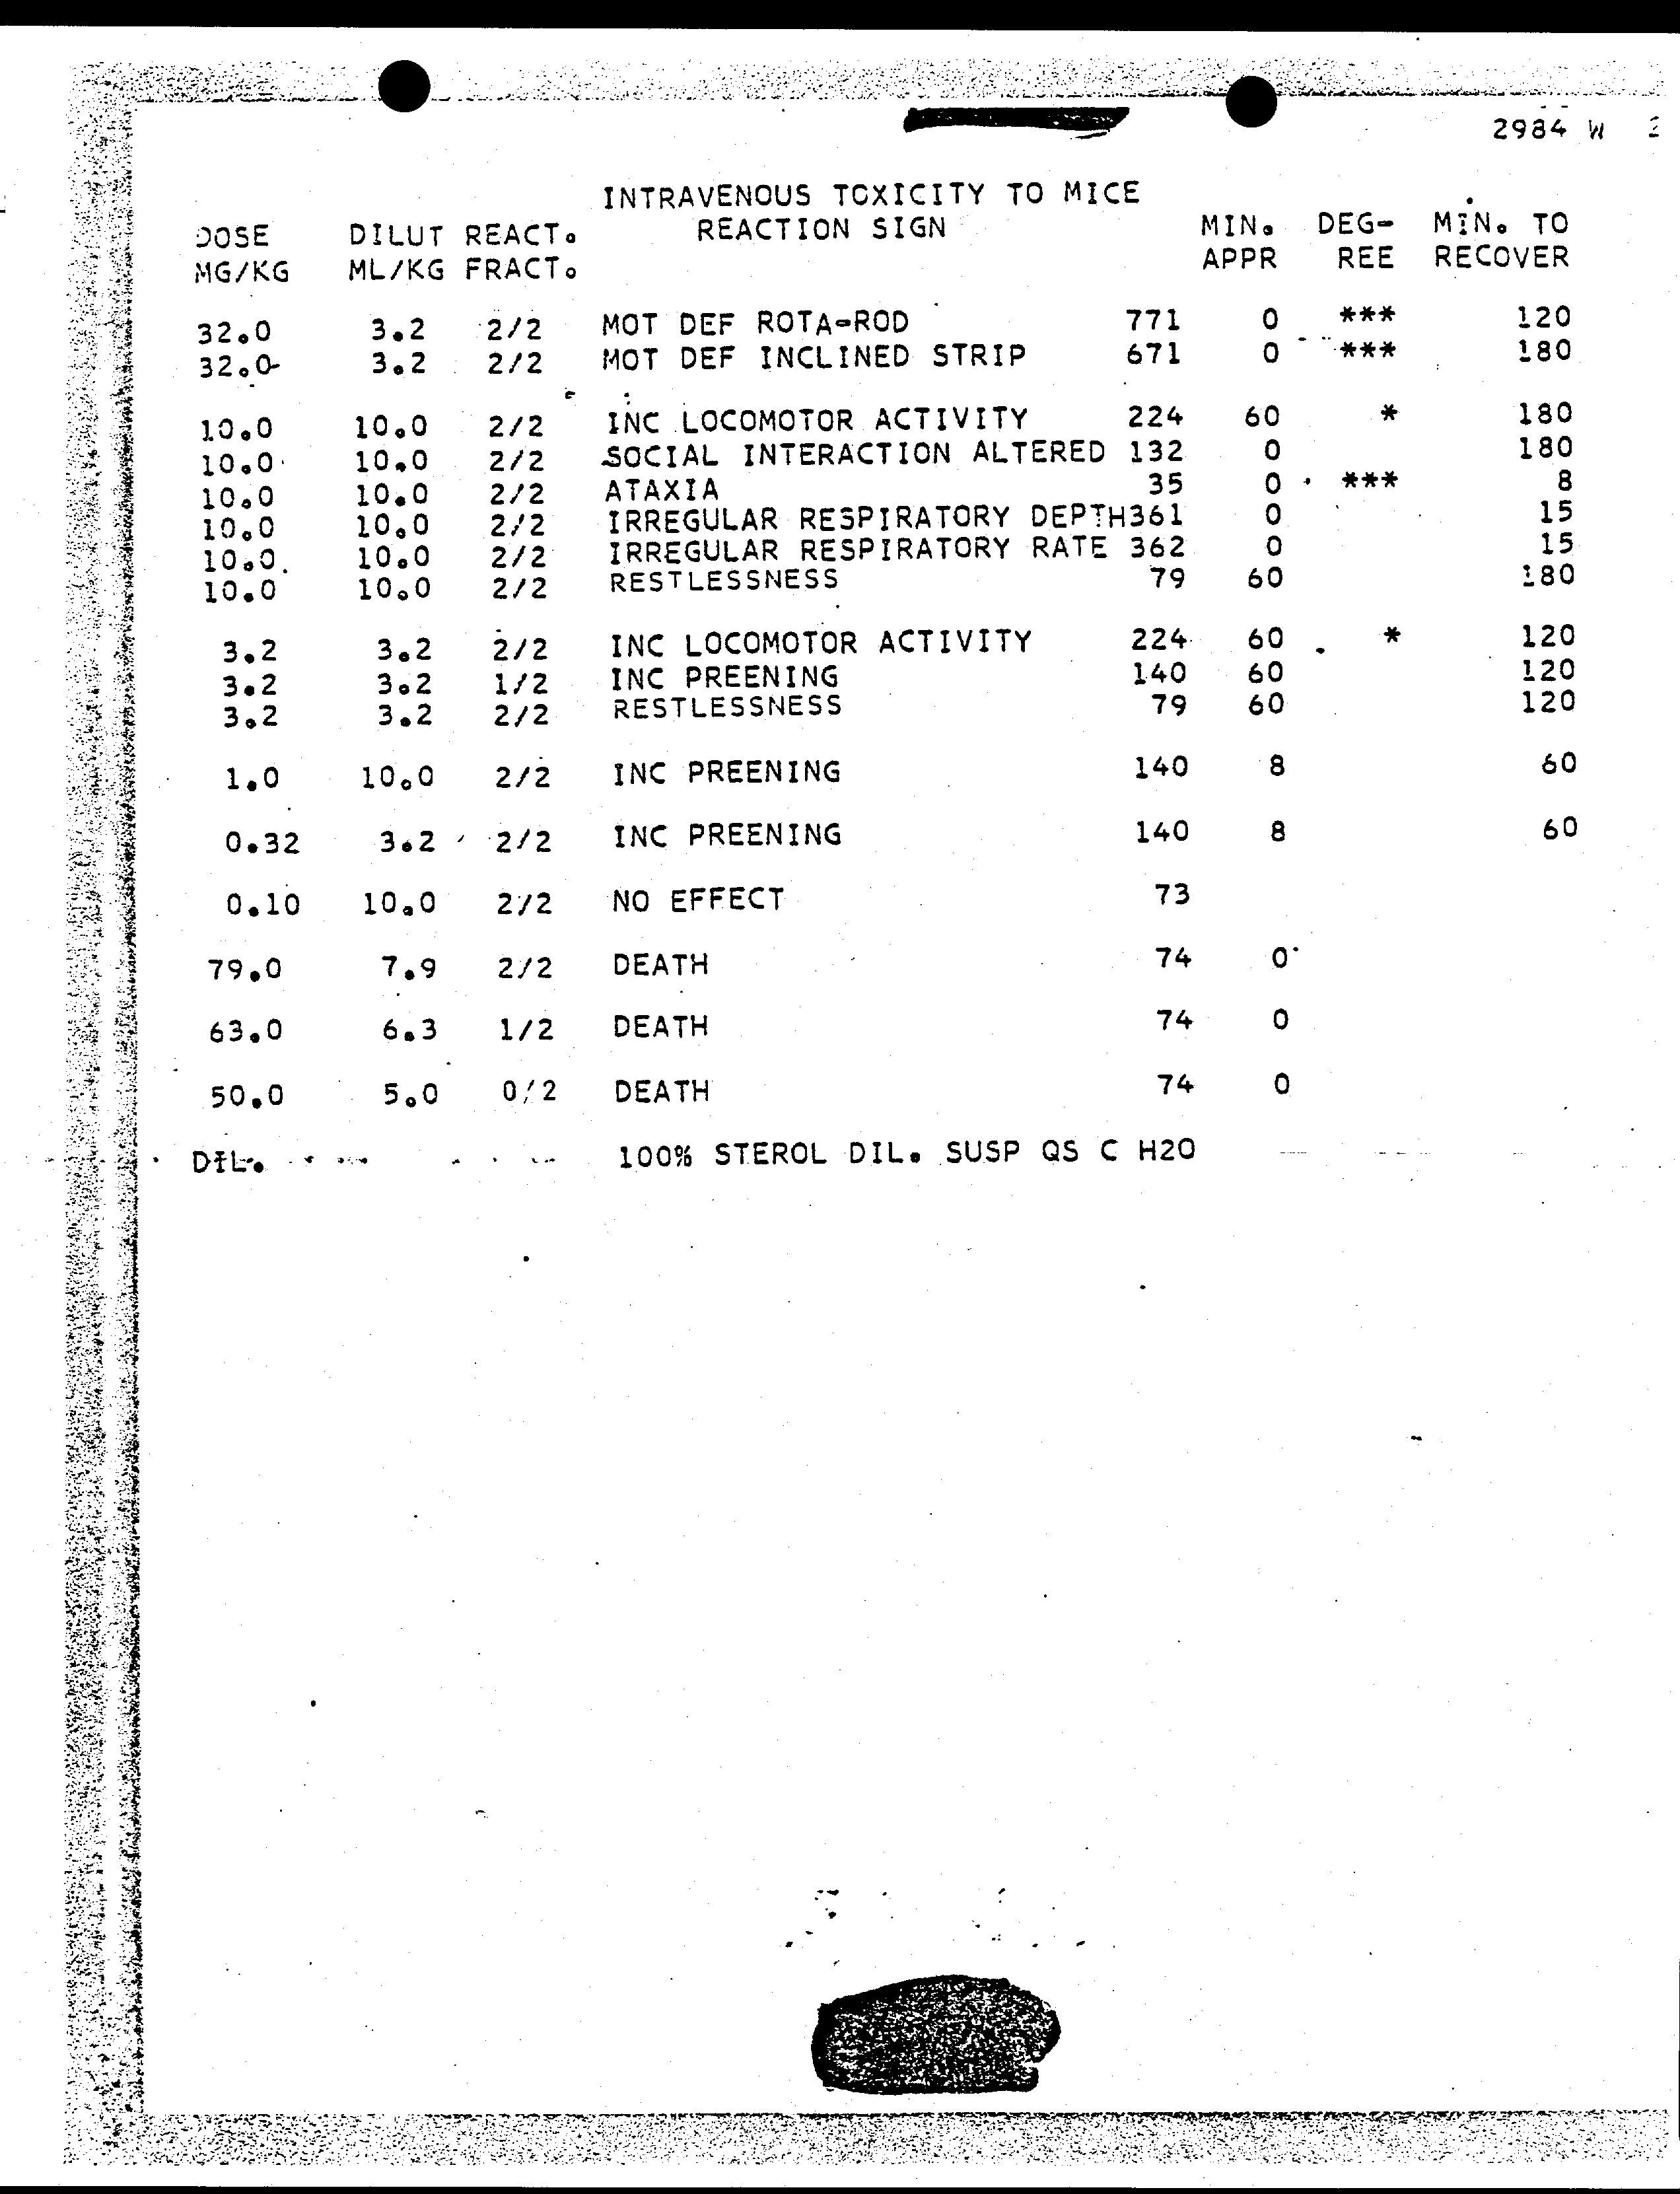 2984 W 2
INTRAVENOUS TOXICITY TO MICE
DOSE DILUT REACT. REACTION SIGN MIN. DEG- MIN. TO
MG/KG ML/KG FRACT. APPR REE RECOVER
32.0 3.2 2/2 MOT DEF ROTA-ROD 771 0 *** 120
32.0 3.2 2/2 MOT DEF INCLINED STRIP 671 0 *** 180
10.0 10.0 2/2 INC LOCOMOTOR ACTIVITY 224 60 * 180
10.0 10.0 2/2 SOCIAL INTERACTION ALTERED 132 0 180
10.0 10.0 2/2 ATAXIA 35 0 *** 8
10.0 10.0 2/2 IRREGULAR RESPIRATORY DEPTH361 0 15
10.0 10.0 2/2 IRREGULAR RESPIRATORY RATE 362 0 15
10.0 10.0 2/2 RESTLESSNESS 79 60 180
3.2 3.2 2/2 INC LOCOMOTOR ACTIVITY 224 60 * 120
3.2 3.2 1/2 INC PREENING 140 60 120
3.2 3.2 2/2 RESTLESSNESS 79 60 120
1.0 10.0 2/2 INC PREENING 140 8 60
0.32 3.2 2/2 INC PREENING 140 8 60
0.10 10.0 2/2 NO EFFECT 73
79.0 7.9 2/2 DEATH 74 0
63.0 6.3 1/2 DEATH 74 0
50.0 5.0 0/2 DEATH 74 0
DIL. 100% STEROL DIL. SUSP QS C H2O